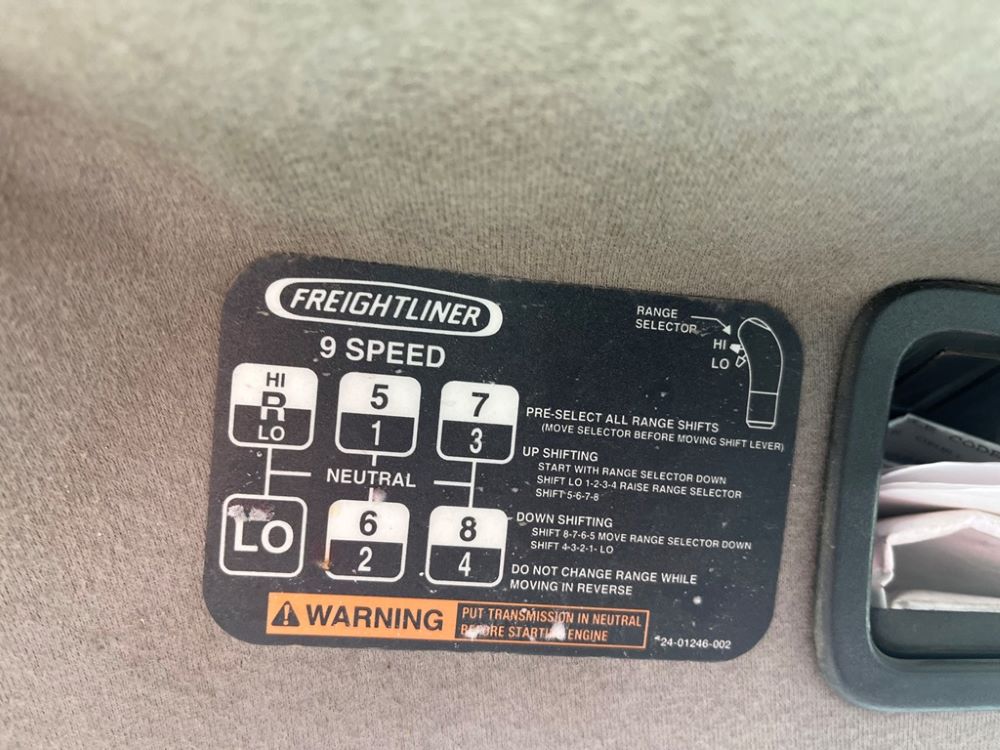 FREIGHTLINER
9 SPEED
RANGE
SELECTOR
HI
LO
HI
R
LO
5
1
7
3
NEUTRAL
LO
6
2
8
4
PRE-SELECT ALL RANGE SHIFTS
(MOVE SELECTOR BEFORE MOVING SHIFT LEVER)
UP SHIFTING
START WITH RANGE SELECTOR DOWN
SHIFT LO 1-2-3-4 RAISE RANGE SELECTOR
SHIFT 5-6-7-8
DOWN SHIFTING
SHIFT 8-7-6-5 MOVE RANGE SELECTOR DOWN
SHIFT 4-3-2-1- LO
DO NOT CHANGE RANGE WHILE
MOVING IN REVERSE
WARNING
PUT TRANSMISSION IN NEUTRAL
BEFORE STARTING ENGINE
24-01246-002